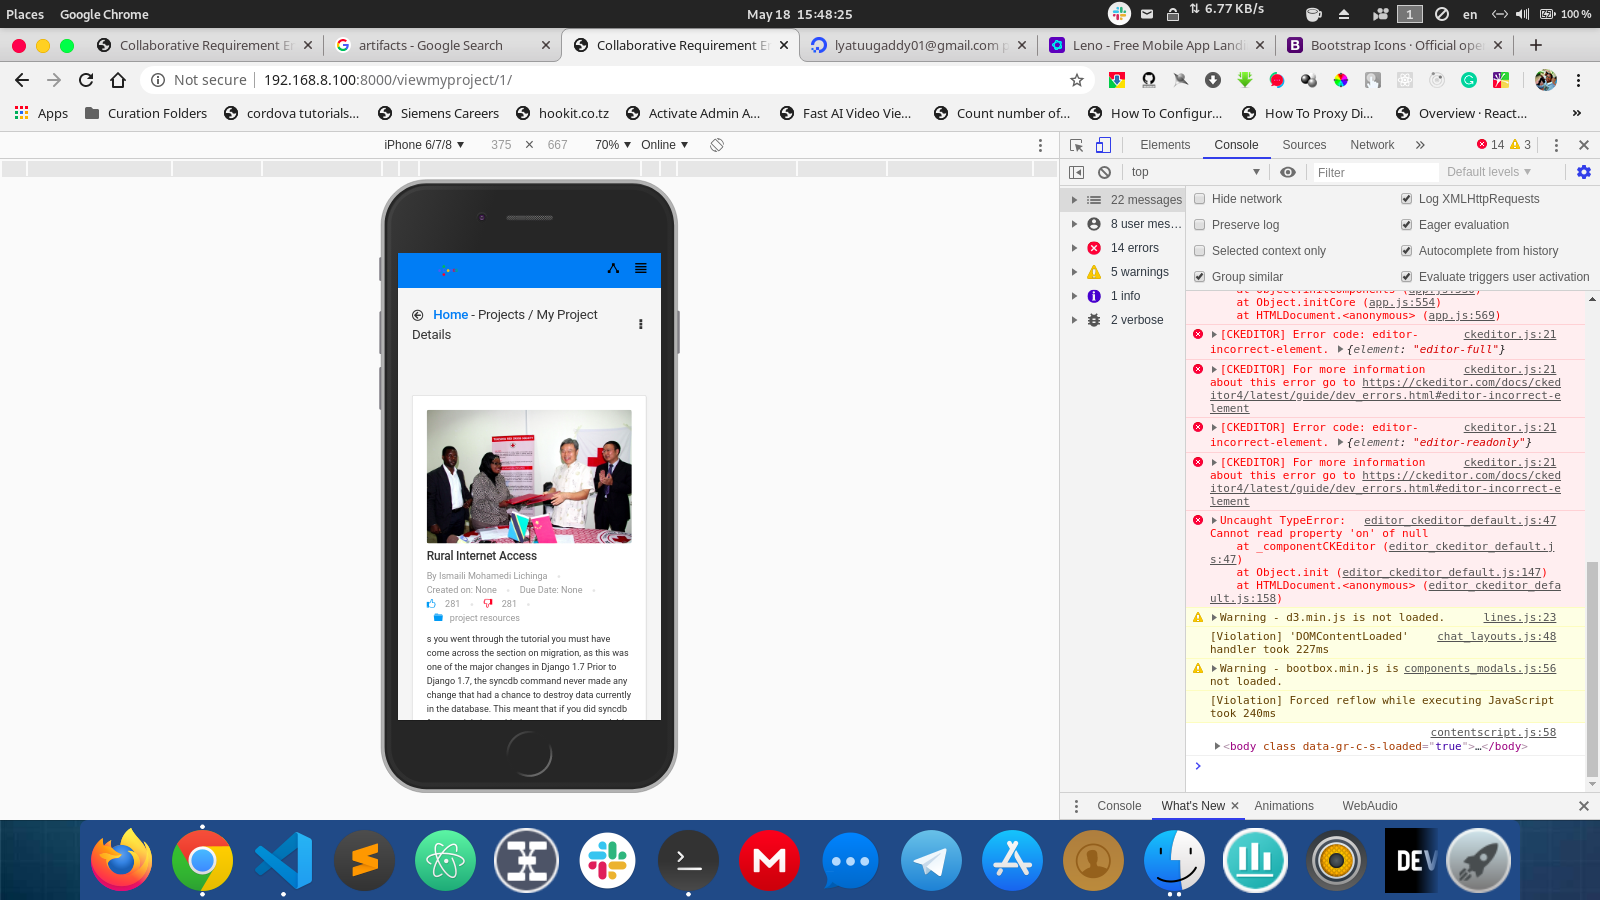 Places Google Chrome May 18 15:48:25 6.77 KB/s 1 en 100 %
Collaborative Requirement En artifacts - Google Search Collaborative Requirement En lyatuugaddy01@gmail.com p Leno - Free Mobile App Landi Bootstrap Icons · Official ope
Not secure 192.168.8.100:8000/viewmyproject/1/
Apps Curation Folders cordova tutorials... Siemens Careers hookit.co.tz Activate Admin A... Fast AI Video Vie... Count number of... How To Configur... How To Proxy Di... Overview · React... »
iPhone 6/7/8 ▼ 375 × 667 70% ▼ Online ▼
Elements Console Sources Network » 14 3
top ▼ Filter Default levels ▼
22 messages
8 user mes...
14 errors
5 warnings
1 info
2 verbose
Hide network Log XMLHttpRequests
Preserve log Eager evaluation
Selected context only Autocomplete from history
Group similar Evaluate triggers user activation
Home - Projects / My Project
Details
Rural Internet Access
By Ismaili Mohamedi Lichinga
Created on: None Due Date: None
281 281
project resources
s you went through the tutorial you must have
come across the section on migration, as this was
one of the major changes in Django 1.7 Prior to
Django 1.7, the syncdb command never made any
change that had a chance to destroy data currently
in the database. This meant that if you did syncdb
at Object.initComponents (app.js:550)
at Object.initCore (app.js:554)
at HTMLDocument.<anonymous> (app.js:569)
[CKEDITOR] Error code: editor- ckeditor.js:21
incorrect-element. {element: "editor-full"}
[CKEDITOR] For more information ckeditor.js:21
about this error go to https://ckeditor.com/docs/cked
itor4/latest/guide/dev_errors.html#editor-incorrect-e
lement
[CKEDITOR] Error code: editor- ckeditor.js:21
incorrect-element. {element: "editor-readonly"}
[CKEDITOR] For more information ckeditor.js:21
about this error go to https://ckeditor.com/docs/cked
itor4/latest/guide/dev_errors.html#editor-incorrect-e
lement
Uncaught TypeError: editor_ckeditor_default.js:47
Cannot read property 'on' of null
at _componentCKEditor (editor_ckeditor_default.j
s:47)
at Object.init (editor_ckeditor_default.js:147)
at HTMLDocument.<anonymous> (editor_ckeditor_defa
ult.js:158)
Warning - d3.min.js is not loaded. lines.js:23
[Violation] 'DOMContentLoaded' chat_layouts.js:48
handler took 227ms
Warning - bootbox.min.js is components_modals.js:56
not loaded.
[Violation] Forced reflow while executing JavaScript
took 240ms
contentscript.js:58
<body class data-gr-c-s-loaded="true">…</body>
Console What's New Animations WebAudio
DEV